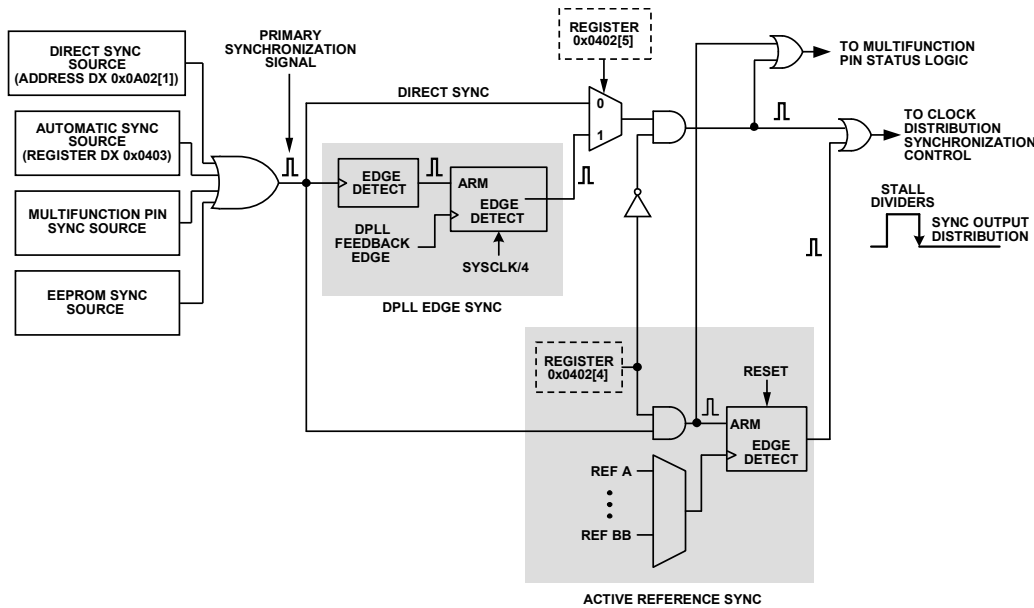 PRIMARY
SYNCHRONIZATION
SIGNAL
REGISTER
0x0402[5]
DIRECT SYNC
SOURCE
(ADDRESS DX 0x0A02[1])
AUTOMATIC SYNC
SOURCE
(REGISTER DX 0x0403)
MULTIFUNCTION PIN
SYNC SOURCE
EEPROM SYNC
SOURCE
DIRECT SYNC
0
1
EDGE
DETECT
ARM
EDGE
DETECT
DPLL
FEEDBACK
EDGE
SYSCLK/4
DPLL EDGE SYNC
TO MULTIFUNCTION
PIN STATUS LOGIC
TO CLOCK
DISTRIBUTION
SYNCHRONIZATION
CONTROL
STALL
DIVIDERS
SYNC OUTPUT
DISTRIBUTION
REGISTER
0x0402[4]
RESET
ARM
EDGE
DETECT
REF A
REF BB
ACTIVE REFERENCE SYNC